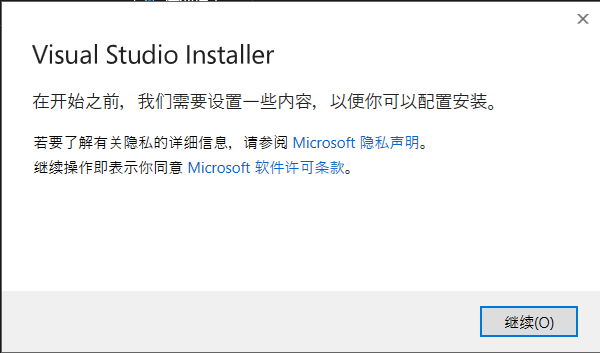 Visual Studio Installer
在开始之前，我们需要设置一些内容，以便你可以配置安装。
若要了解有关隐私的详细信息，请参阅 Microsoft 隐私声明。
继续操作即表示你同意 Microsoft 软件许可条款。
继续(O)